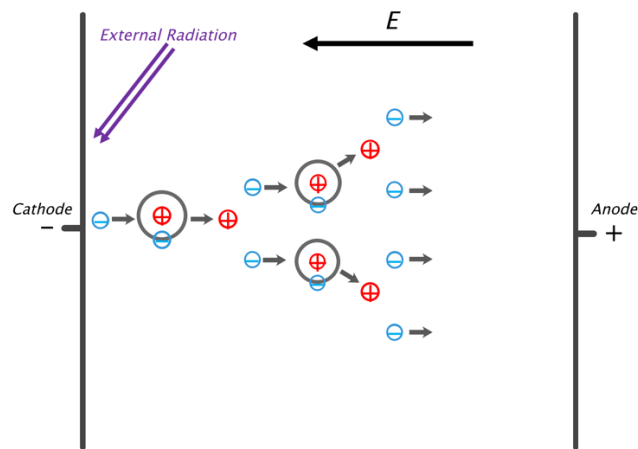 External Radiation
E
Cathode
−
Anode
+